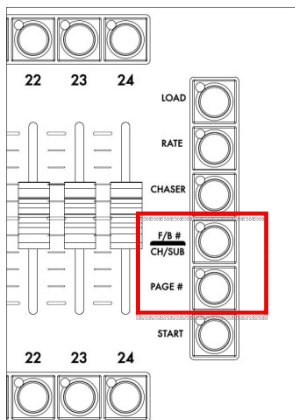 22 23 24
LOAD
RATE
CHASER
F/B #
CH/SUB
PAGE #
START
22 23 24